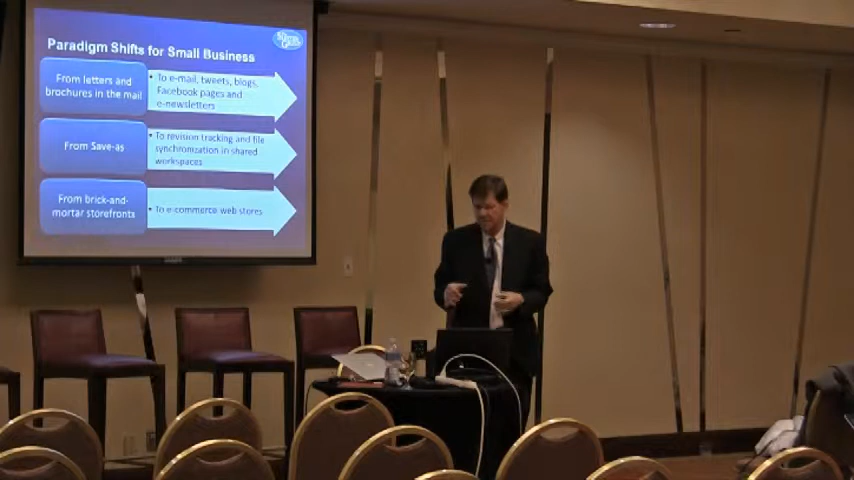 Paradigm Shifts for Small Business
From letters and
brochures in the mail
• To e-mail, tweets, blogs,
Facebook pages and
e-newsletters
From Save-as
• To revision tracking and file
synchronization in shared
workspaces
From brick-and-
mortar storefronts
• To e-commerce web stores